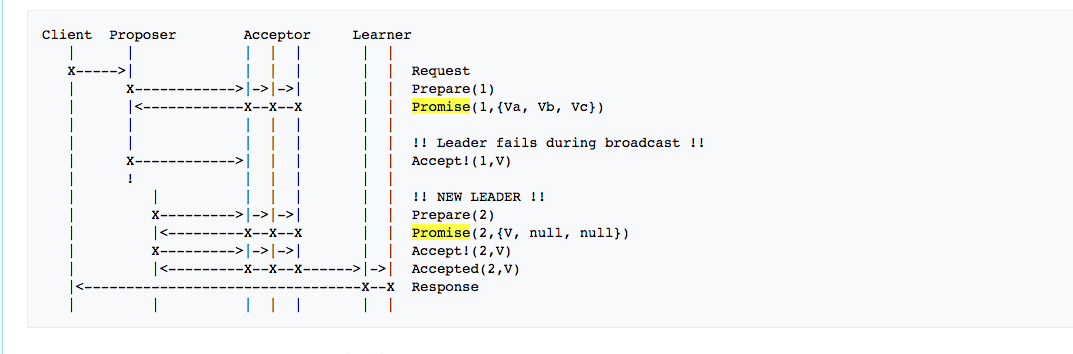 Client  Proposer        Acceptor     Learner
   |      |             |  |  |       |  |
   X----->|             |  |  |       |  |  Request
   |      X------------>|->|->|       |  |  Prepare(1)
   |      |<------------X--X--X       |  |  Promise(1,{Va, Vb, Vc})
   |      |             |  |  |       |  |
   |      |             |  |  |       |  |  !! Leader fails during broadcast !!
   |      X------------>|  |  |       |  |  Accept!(1,V)
   |      !             |  |  |       |  |
   |         |          |  |  |       |  |  !! NEW LEADER !!
   |         X--------->|->|->|       |  |  Prepare(2)
   |         |<---------X--X--X       |  |  Promise(2,{V, null, null})
   |         X--------->|->|->|       |  |  Accept!(2,V)
   |         |<---------X--X--X------>|->|  Accepted(2,V)
   |<---------------------------------X--X  Response
   |         |          |  |  |       |  |